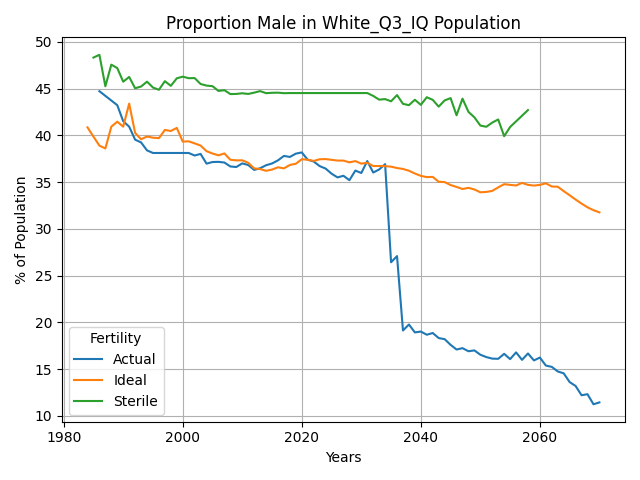 Proportion Male in White_Q3_IQ Population
50
45
40
35
30
25
20
15
10
% of Population
Fertility
Actual
Ideal
Sterile
1980 2000 2020 2040 2060
Years